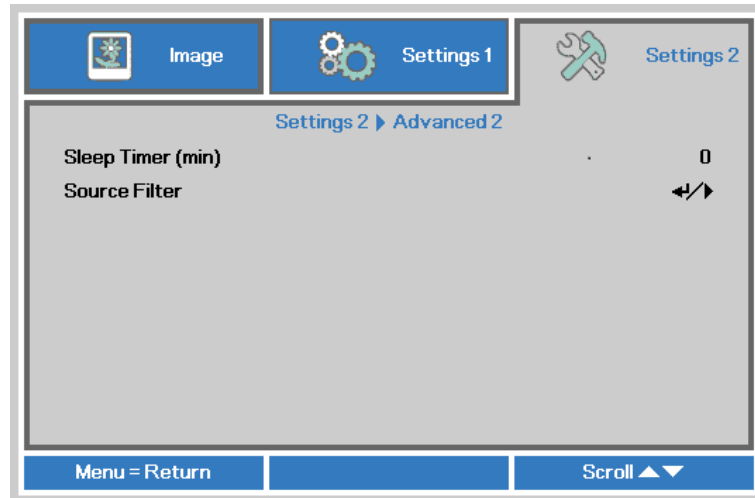 Image
Settings 1
Settings 2
Settings 2 ▶ Advanced 2
Sleep Timer (min) 0
Source Filter ↵/▶
Menu = Return
Scroll ▲▼